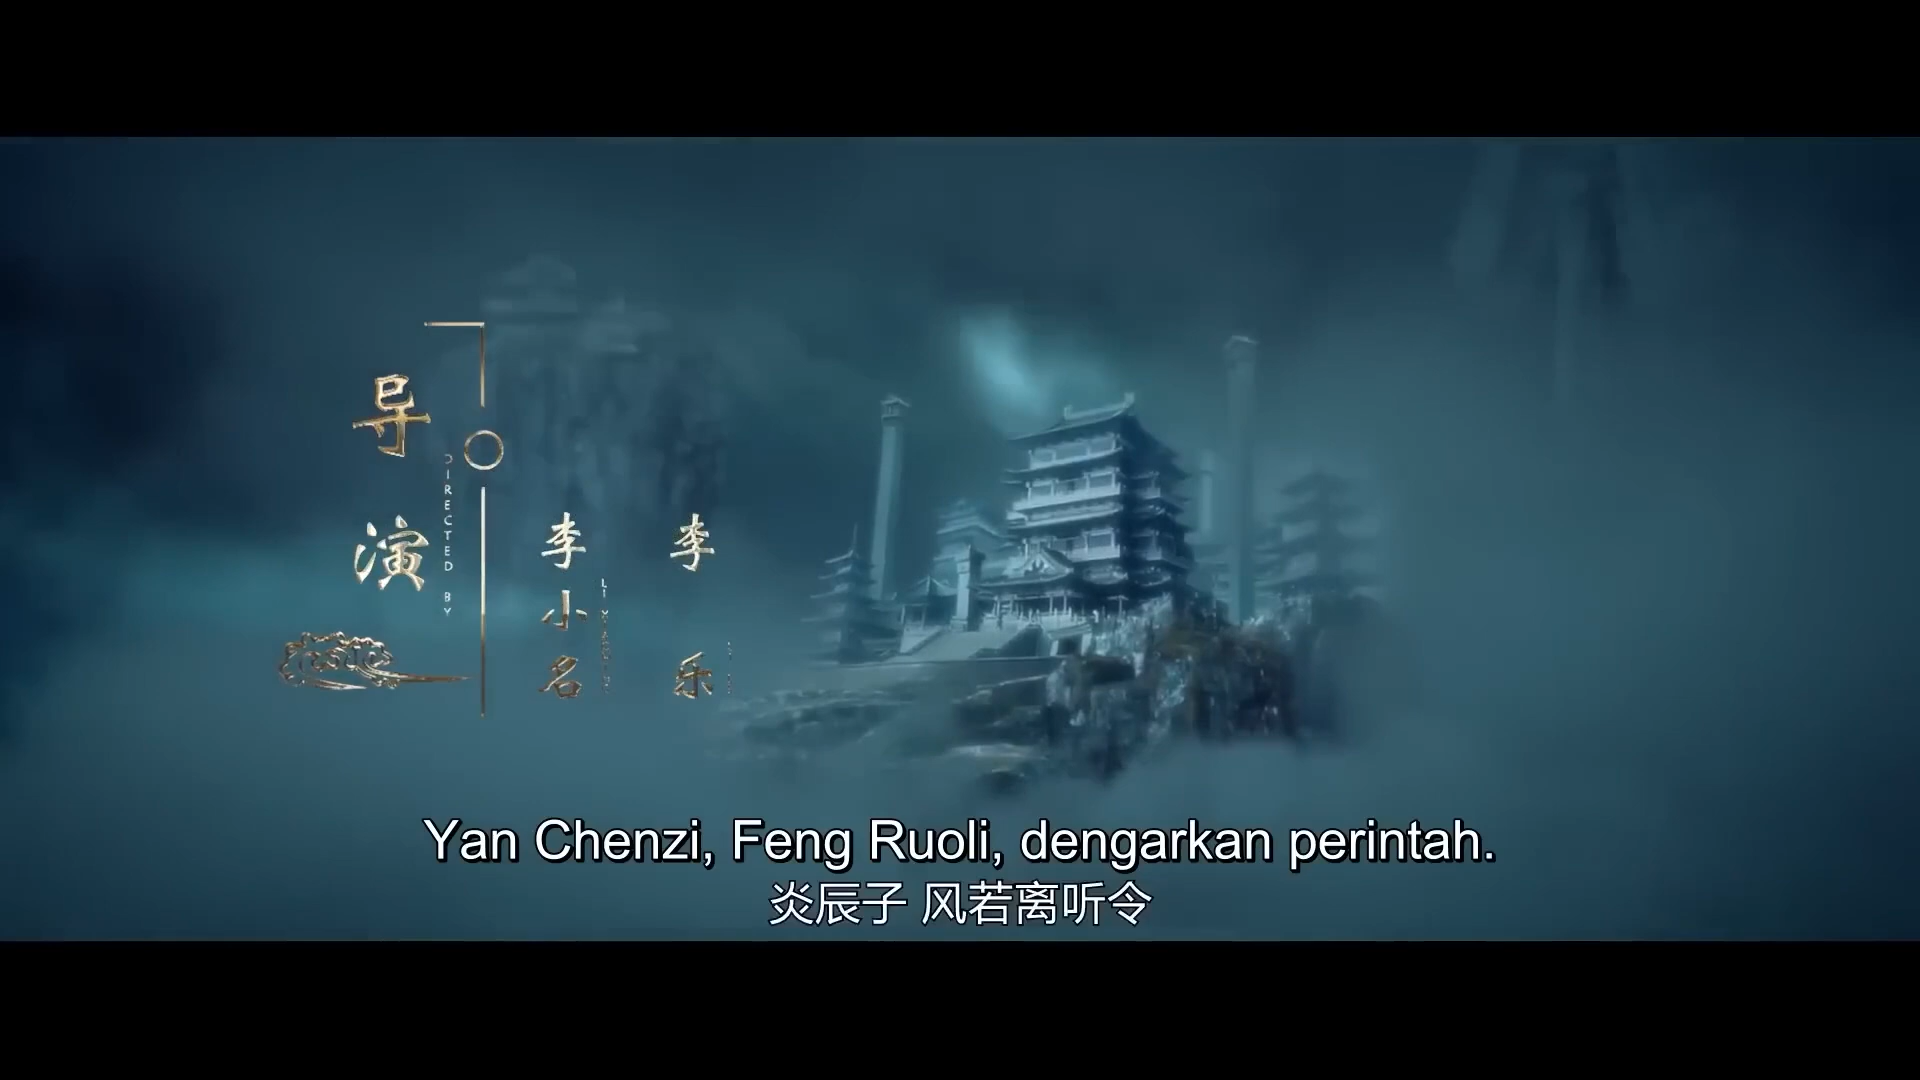 导演
DIRECTED BY
李小名
李乐
Yan Chenzi, Feng Ruoli, dengarkan perintah.
炎辰子 风若离听令